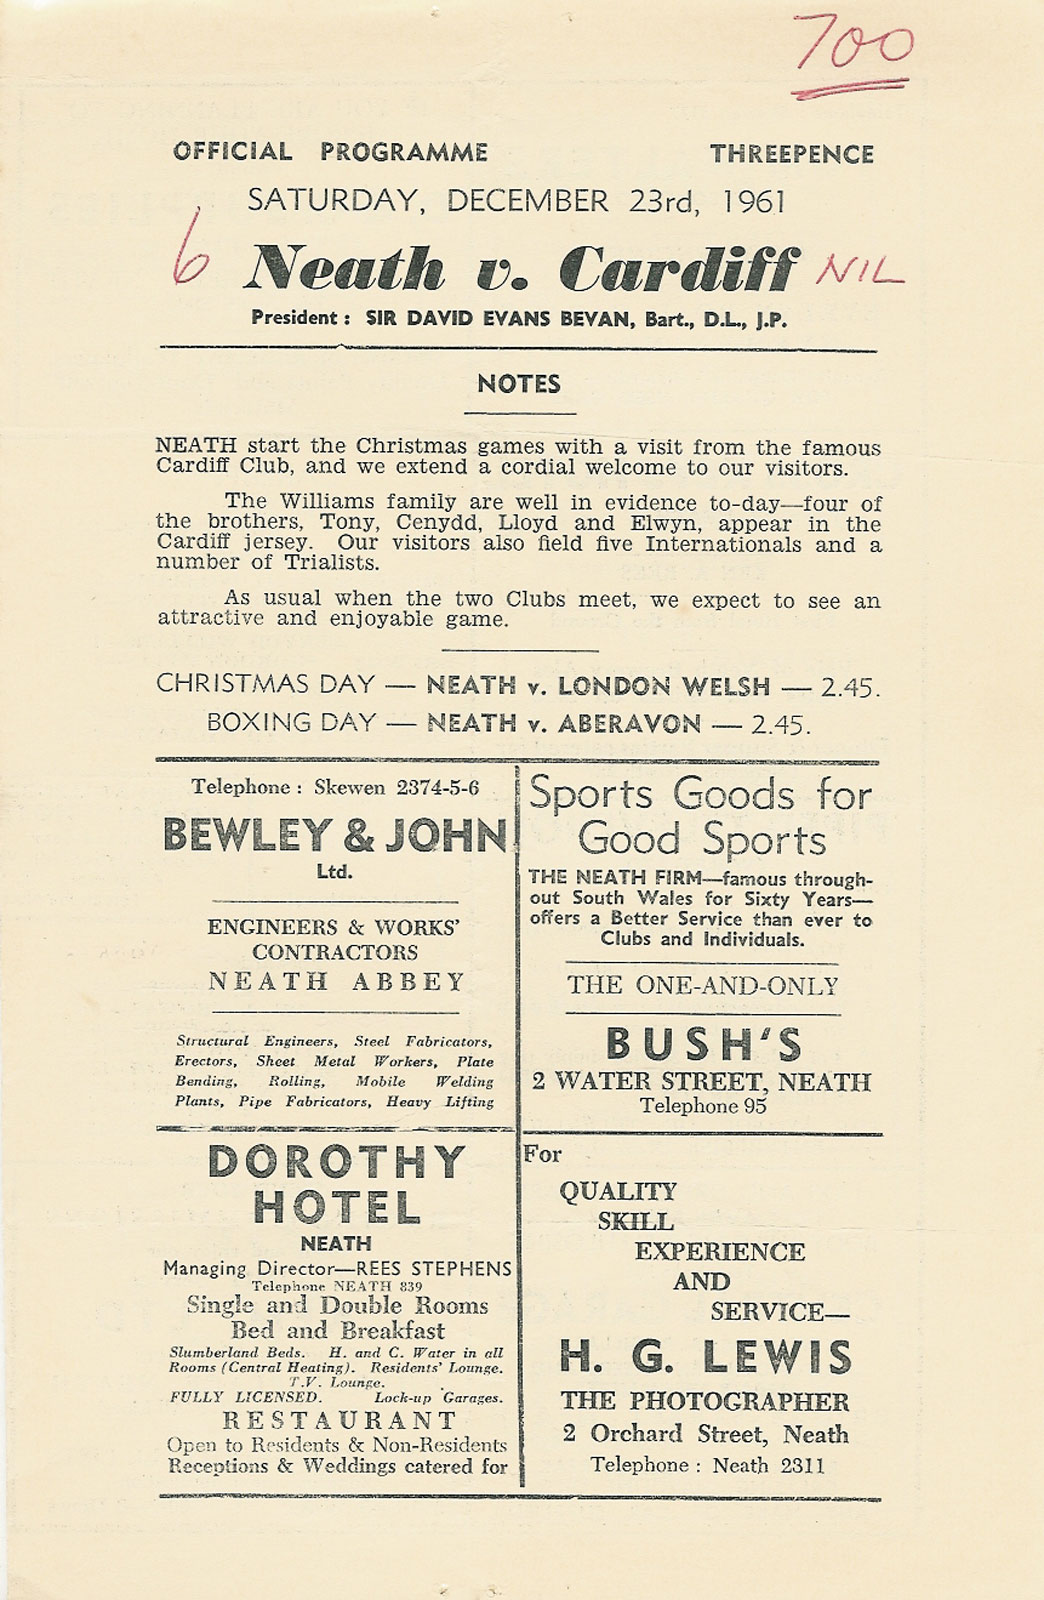 700
OFFICIAL PROGRAMME THREEPENCE
SATURDAY, DECEMBER 23rd, 1961
6 Neath v. Cardiff NIL
President : SIR DAVID EVANS BEVAN, Bart., D.L., J.P.
NOTES
NEATH start the Christmas games with a visit from the famous
Cardiff Club, and we extend a cordial welcome to our visitors.
The Williams family are well in evidence to-day—four of
the brothers, Tony, Cenydd, Lloyd and Elwyn, appear in the
Cardiff jersey. Our visitors also field five Internationals and a
number of Trialists.
As usual when the two Clubs meet, we expect to see an
attractive and enjoyable game.
CHRISTMAS DAY — NEATH v. LONDON WELSH — 2.45.
BOXING DAY — NEATH v. ABERAVON — 2.45.
Telephone : Skewen 2374-5-6
BEWLEY & JOHN
Ltd.
ENGINEERS & WORKS'
CONTRACTORS
NEATH ABBEY
Structural Engineers, Steel Fabricators,
Erectors, Sheet Metal Workers, Plate
Bending, Rolling, Mobile Welding
Plants, Pipe Fabricators, Heavy Lifting
Sports Goods for
Good Sports
THE NEATH FIRM—famous through-
out South Wales for Sixty Years—
offers a Better Service than ever to
Clubs and Individuals.
THE ONE-AND-ONLY
BUSH'S
2 WATER STREET, NEATH
Telephone 95
DOROTHY
HOTEL
NEATH
Managing Director—REES STEPHENS
Telephone NEATH 839
Single and Double Rooms
Bed and Breakfast
Slumberland Beds. H. and C. Water in all
Rooms (Central Heating). Residents' Lounge.
T.V. Lounge.
FULLY LICENSED. Lock-up Garages.
RESTAURANT
Open to Residents & Non-Residents
Receptions & Weddings catered for
For
QUALITY
SKILL
EXPERIENCE
AND
SERVICE—
H. G. LEWIS
THE PHOTOGRAPHER
2 Orchard Street, Neath
Telephone : Neath 2311